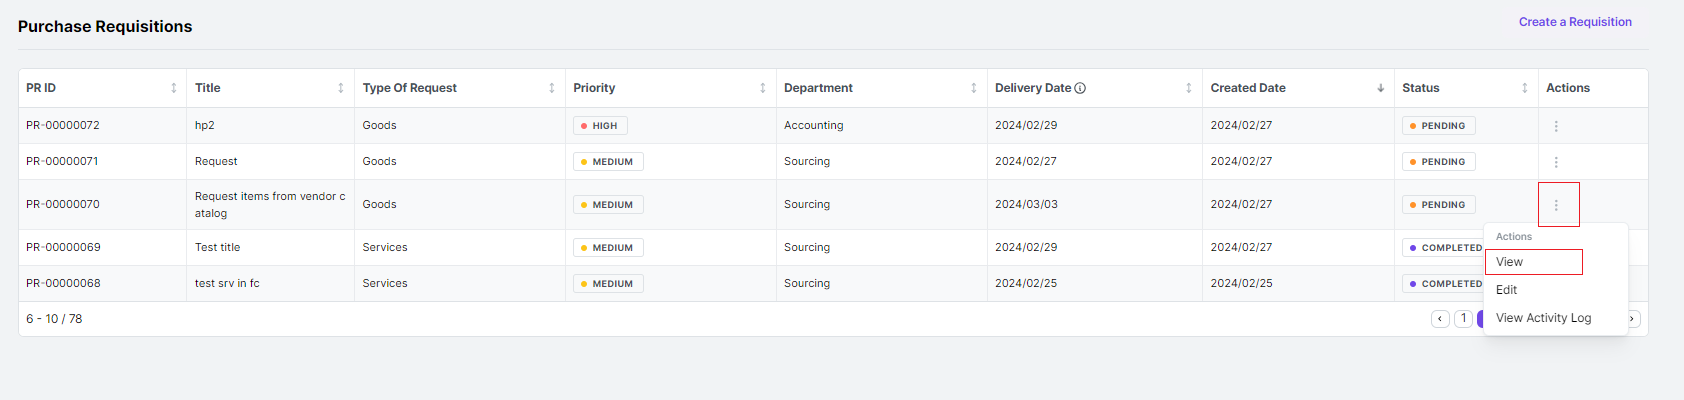 Purchase Requisitions
Create a Requisition
PR ID Title Type Of Request Priority Department Delivery Date Created Date Status Actions
PR-00000072 hp2 Goods HIGH Accounting 2024/02/29 2024/02/27 PENDING
PR-00000071 Request Goods MEDIUM Sourcing 2024/02/27 2024/02/27 PENDING
PR-00000070 Request items from vendor c
atalog Goods MEDIUM Sourcing 2024/03/03 2024/02/27 PENDING
PR-00000069 Test title Services MEDIUM Sourcing 2024/02/29 2024/02/27 COMPLETED
PR-00000068 test srv in fc Services MEDIUM Sourcing 2024/02/25 2024/02/25 COMPLETED
6 - 10 / 78
1
Actions
View
Edit
View Activity Log